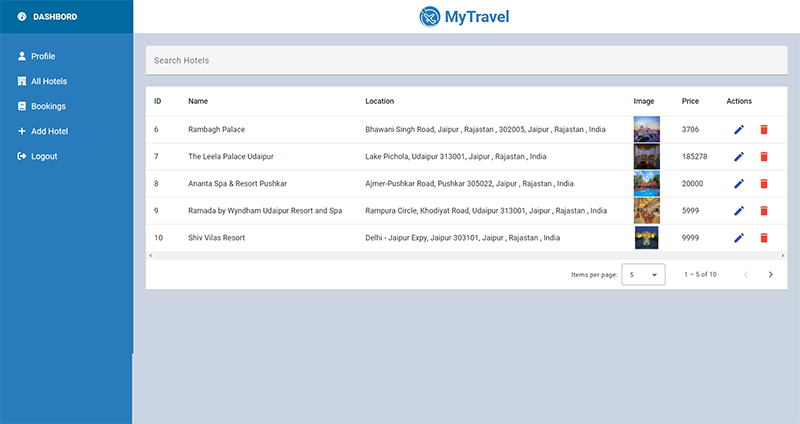 DASHBORD
MyTravel
Profile
All Hotels
Bookings
Add Hotel
Logout
Search Hotels
ID Name Location Image Price Actions
6 Rambagh Palace Bhawani Singh Road, Jaipur , Rajastan , 302005, Jaipur , Rajastan , India 3706
7 The Leela Palace Udaipur Lake Pichola, Udaipur 313001, Jaipur , Rajastan , India 185278
8 Ananta Spa & Resort Pushkar Ajmer-Pushkar Road, Pushkar 305022, Jaipur , Rajastan , India 20000
9 Ramada by Wyndham Udaipur Resort and Spa Rampura Circle, Khodiyat Road, Udaipur 313001, Jaipur , Rajastan , India 5999
10 Shiv Vilas Resort Delhi - Jaipur Expy, Jaipur 303101, Jaipur , Rajastan , India 9999
Items per page: 5 1 – 5 of 10